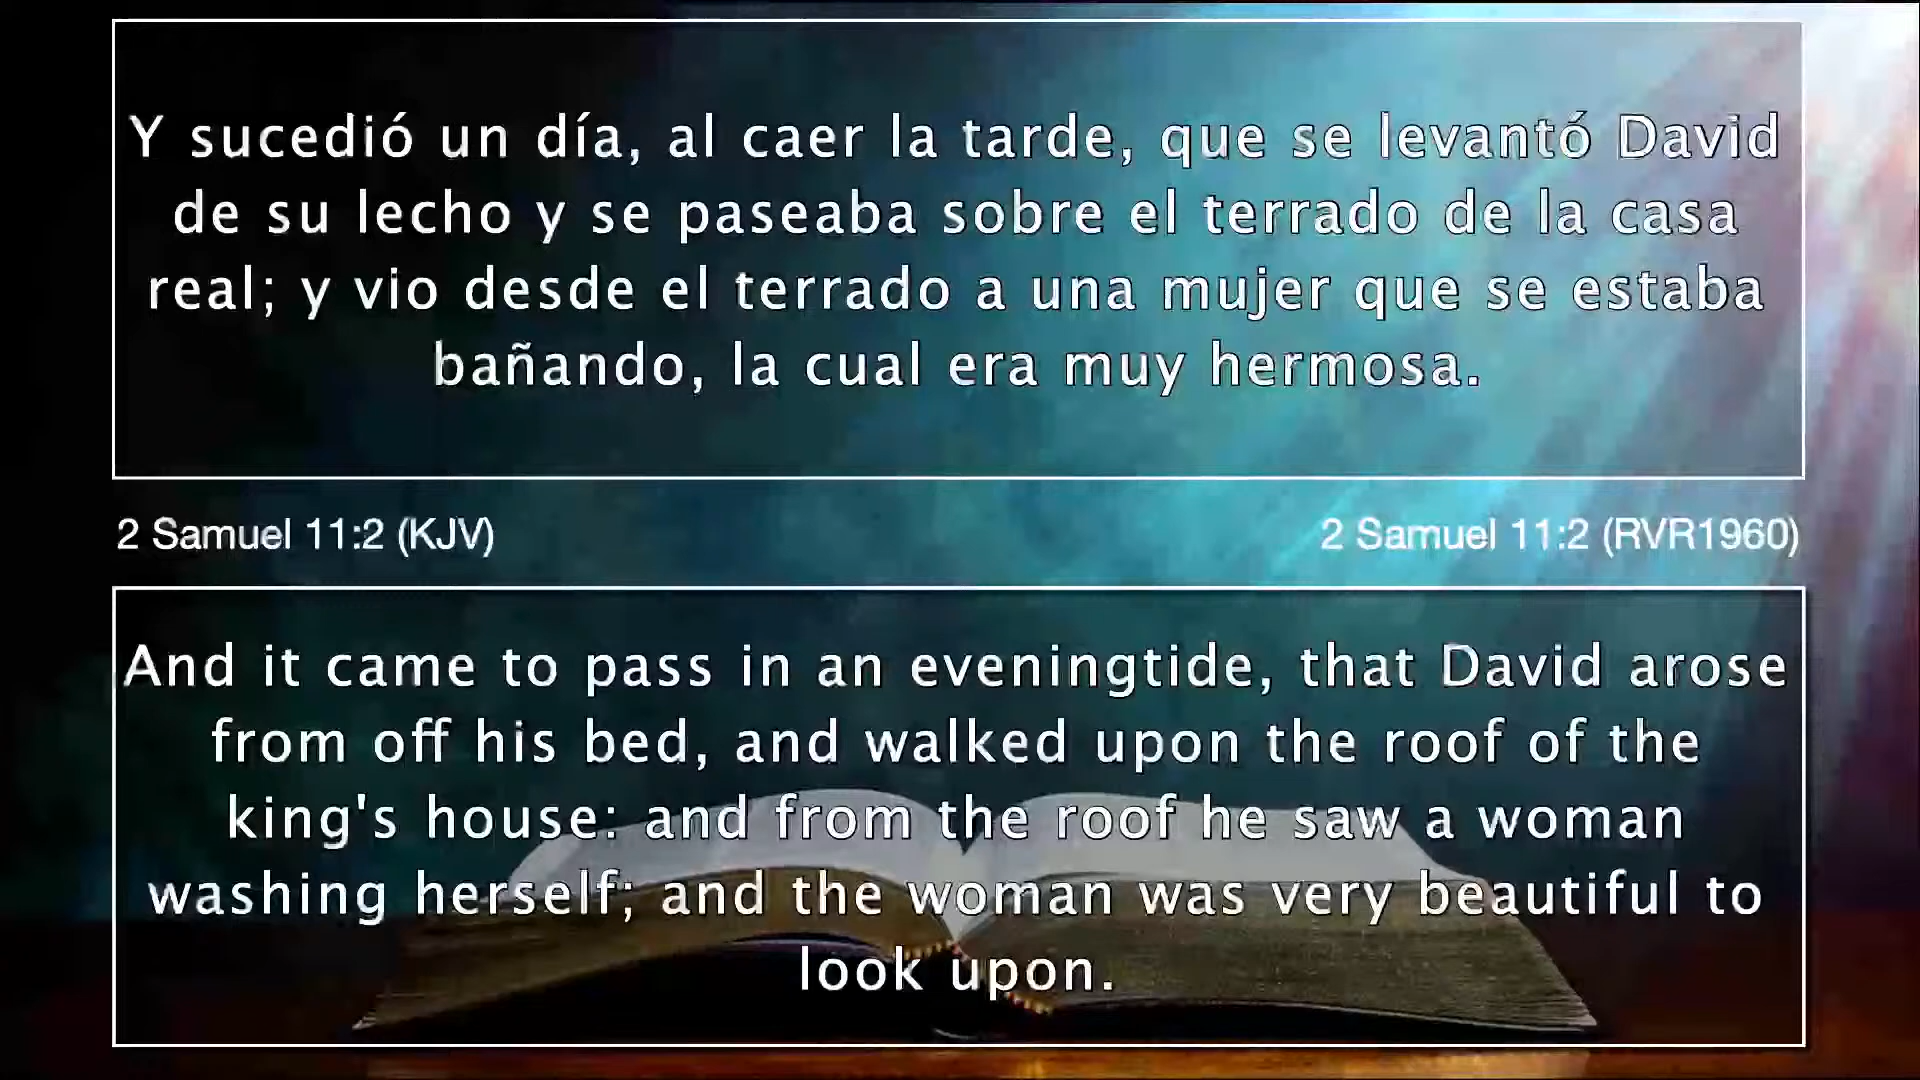 Y sucedió un día, al caer la tarde, que se levantó David
de su lecho y se paseaba sobre el terrado de la casa
real; y vio desde el terrado a una mujer que se estaba
bañando, la cual era muy hermosa.
2 Samuel 11:2 (KJV)
2 Samuel 11:2 (RVR1960)
And it came to pass in an eveningtide, that David arose
from off his bed, and walked upon the roof of the
king's house: and from the roof he saw a woman
washing herself; and the woman was very beautiful to
look upon.